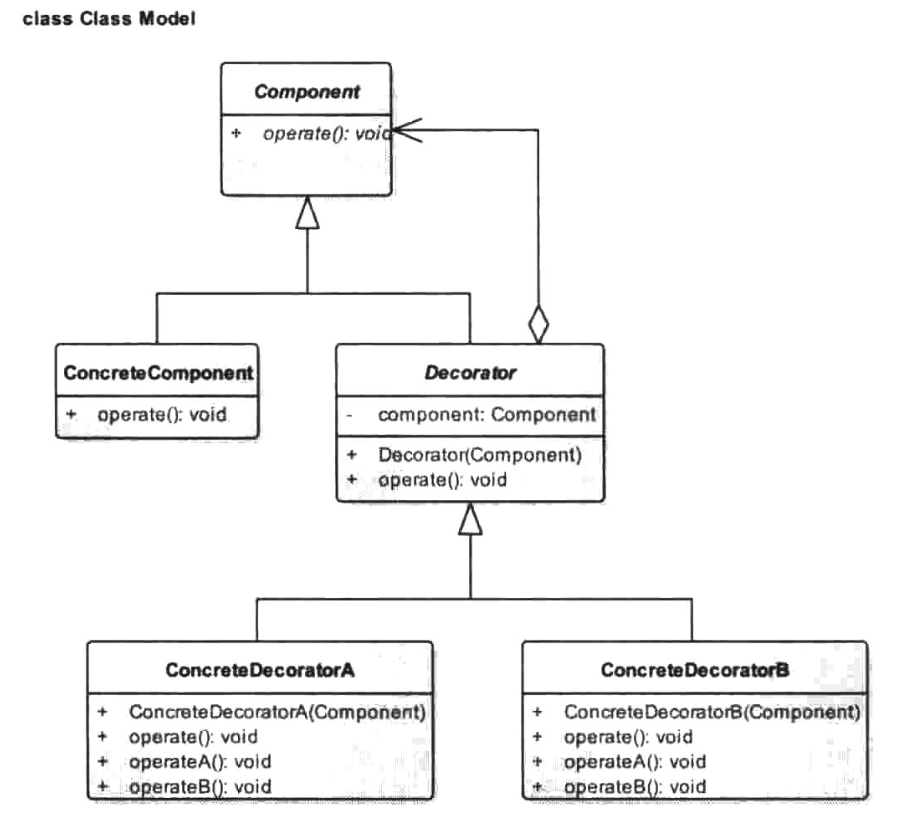 class Class Model
Component
+ operate(): void
ConcreteComponent
+ operate(): void
Decorator
- component: Component
+ Decorator(Component)
+ operate(): void
ConcreteDecoratorA
+ ConcreteDecoratorA(Component)
+ operate(): void
+ operateA(): void
+ operateB(): void
ConcreteDecoratorB
+ ConcreteDecoratorB(Component)
+ operate(): void
+ operateA(): void
+ operateB(): void